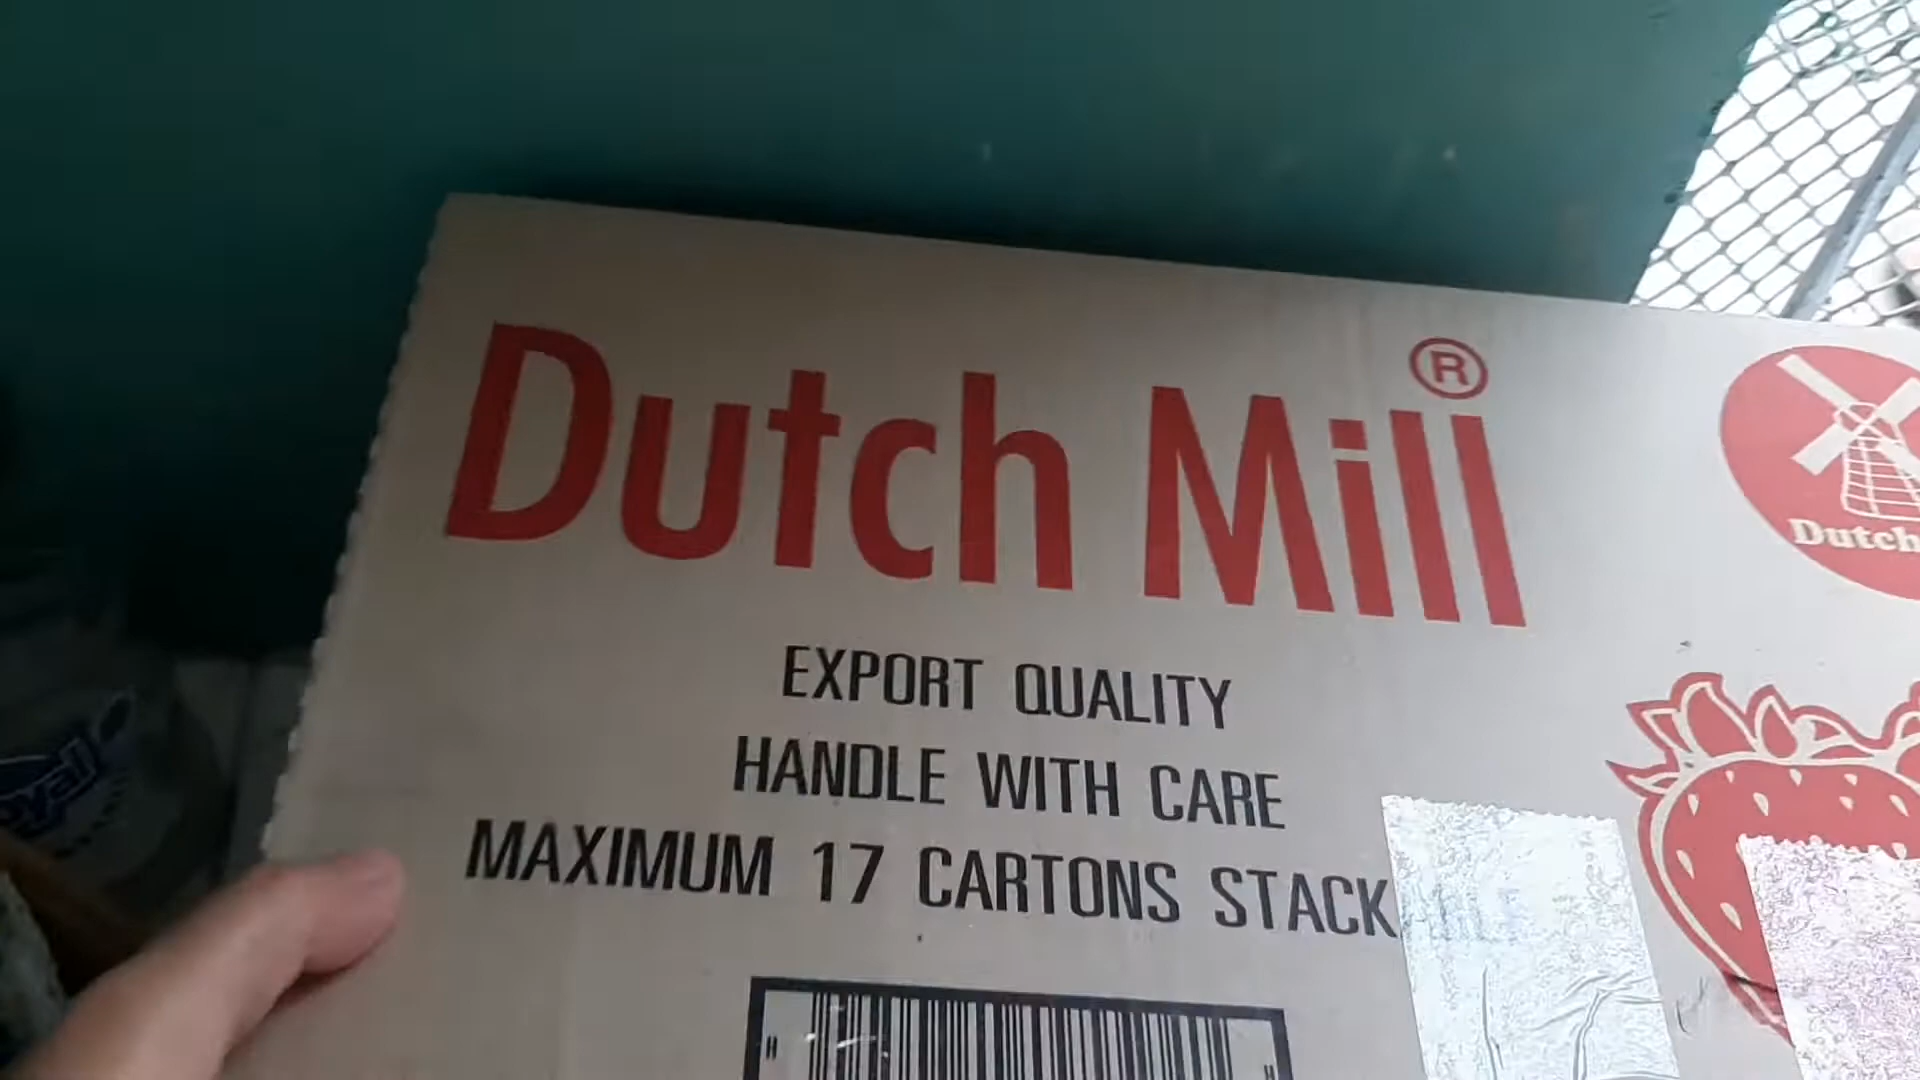 Dutch Mill®
Dutch
EXPORT QUALITY
HANDLE WITH CARE
MAXIMUM 17 CARTONS STACK
H H